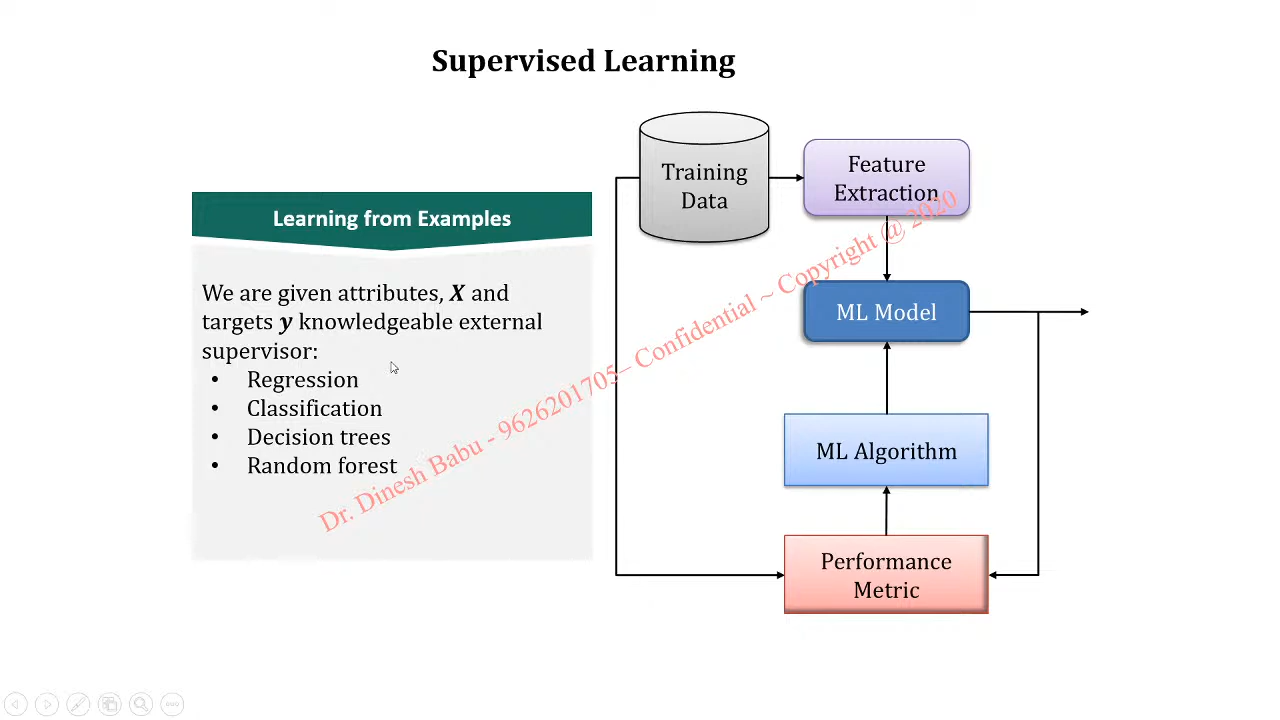 Supervised Learning
Learning from Examples
We are given attributes, X and
targets y knowledgeable external
supervisor:
• Regression
• Classification
• Decision trees
• Random forest
Training
Data
Feature
Extraction
ML Model
ML Algorithm
Performance
Metric
Dr. Dinesh Babu - 9626201705– Confidential ~ Copyright @ 2020